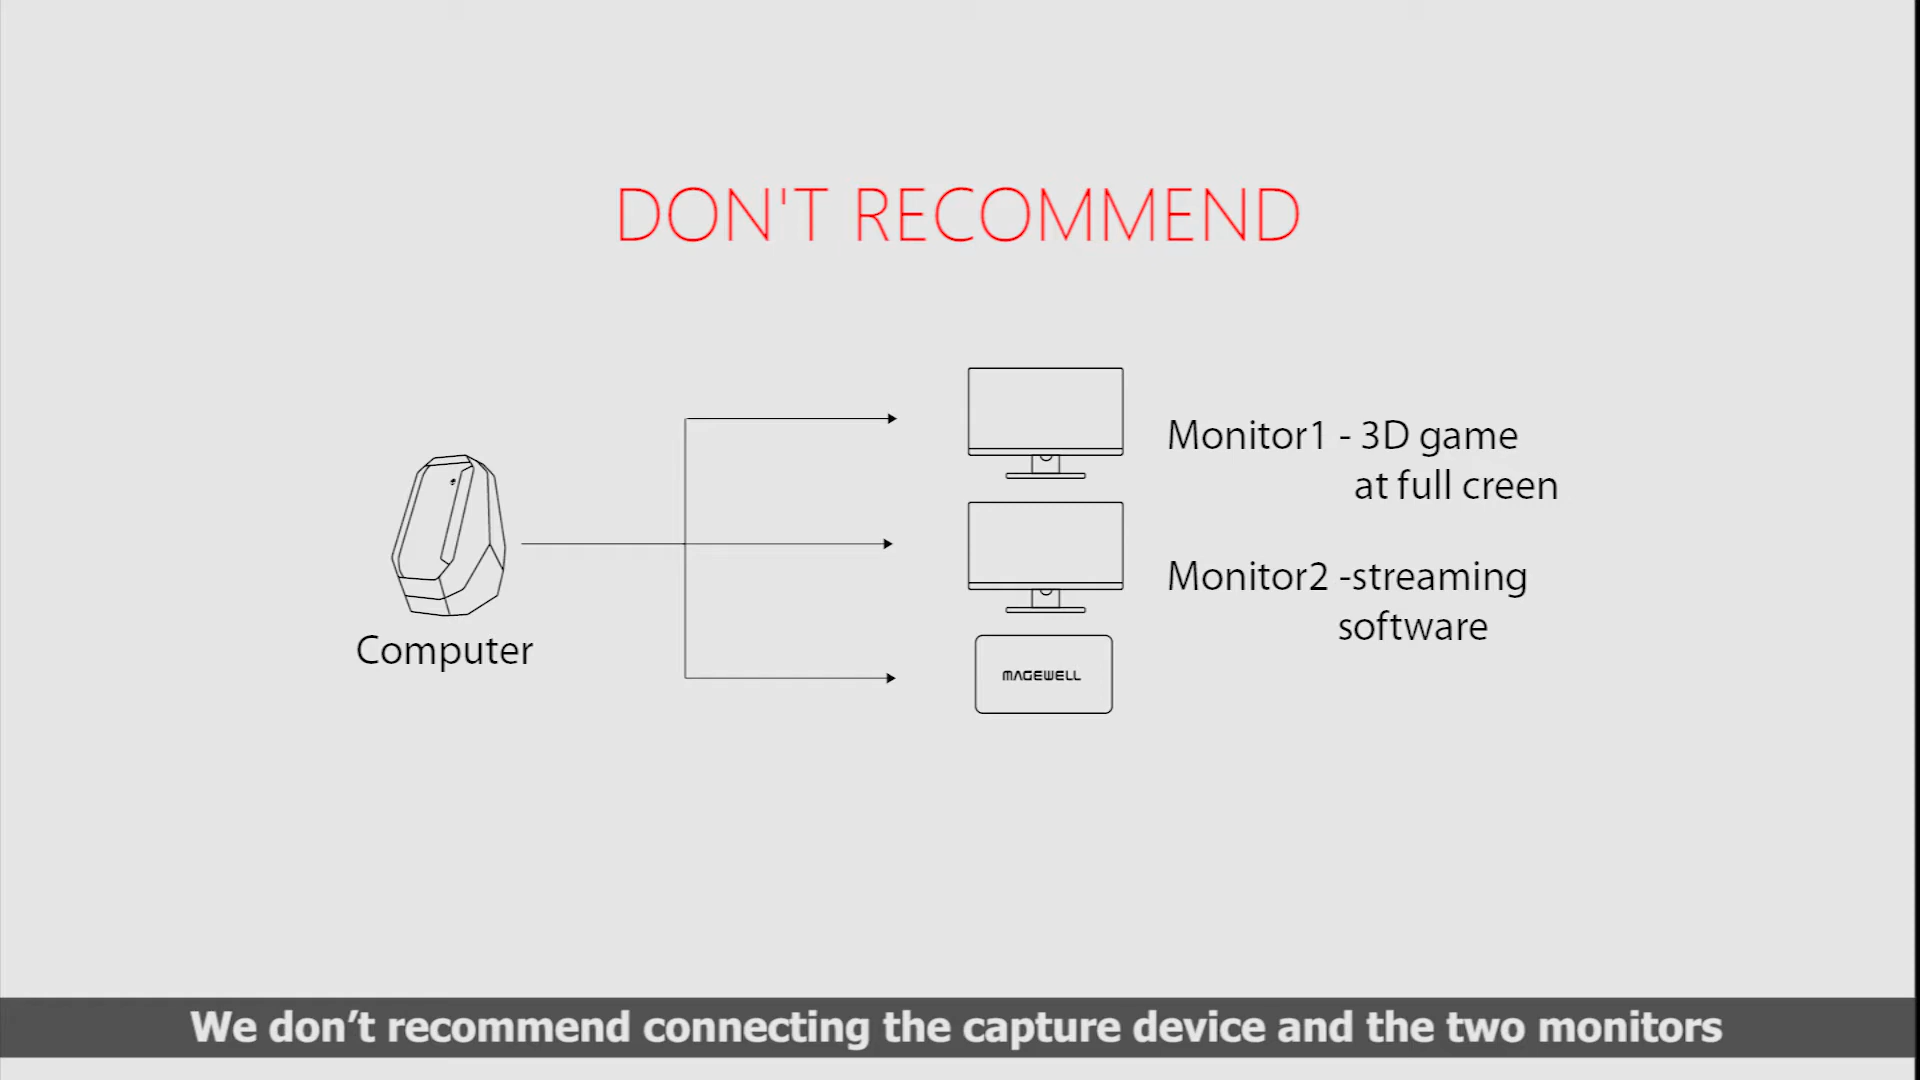 DON'T RECOMMEND
Monitor1 - 3D game
at full creen
Monitor2 -streaming
software
Computer
MAGEWELL
We don’t recommend connecting the capture device and the two monitors